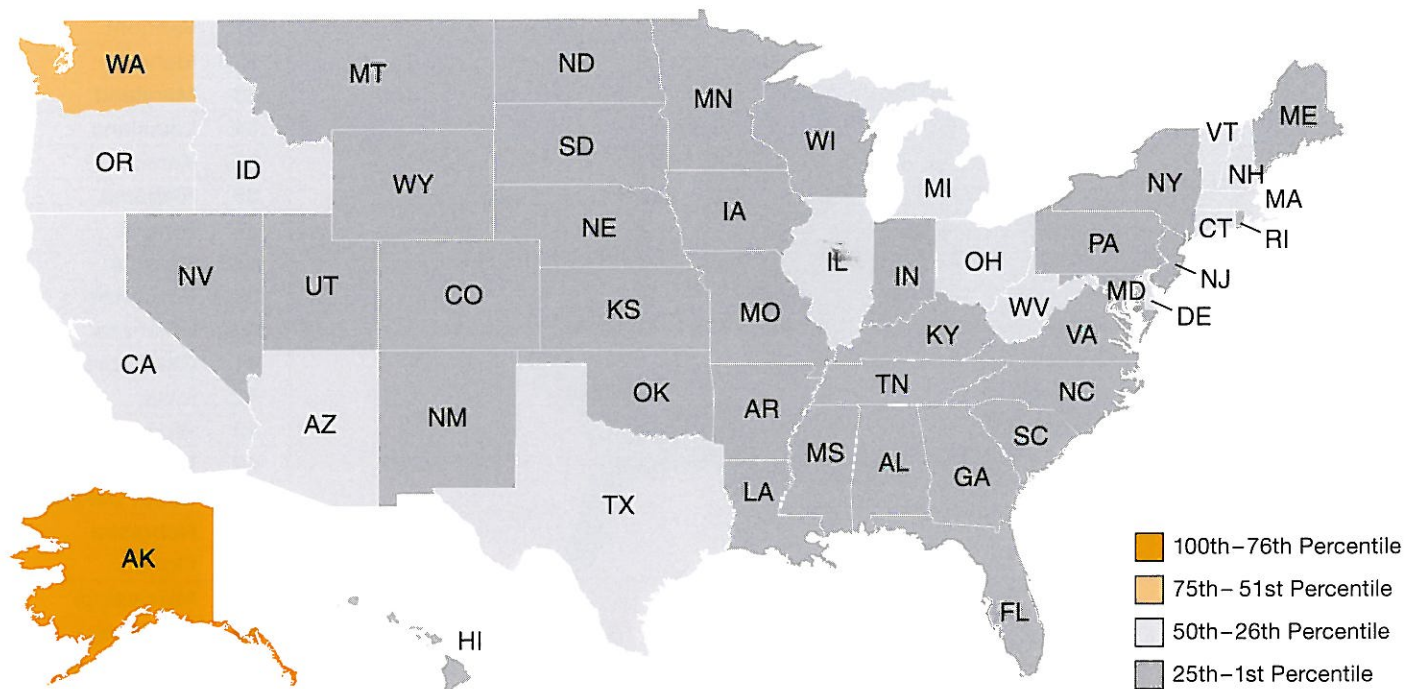 WA
MT
ND
MN
ME
VT
OR
ID
SD
WI
NH
WY
MI
NY
MA
IA
CT
RI
NE
PA
NV
UT
CO
IL
IN
OH
NJ
MD
WV
DE
KS
MO
KY
VA
CA
OK
TN
NC
AZ
NM
AR
SC
MS
AL
GA
LA
TX
AK
FL
HI
100th–76th Percentile
75th–51st Percentile
50th–26th Percentile
25th–1st Percentile